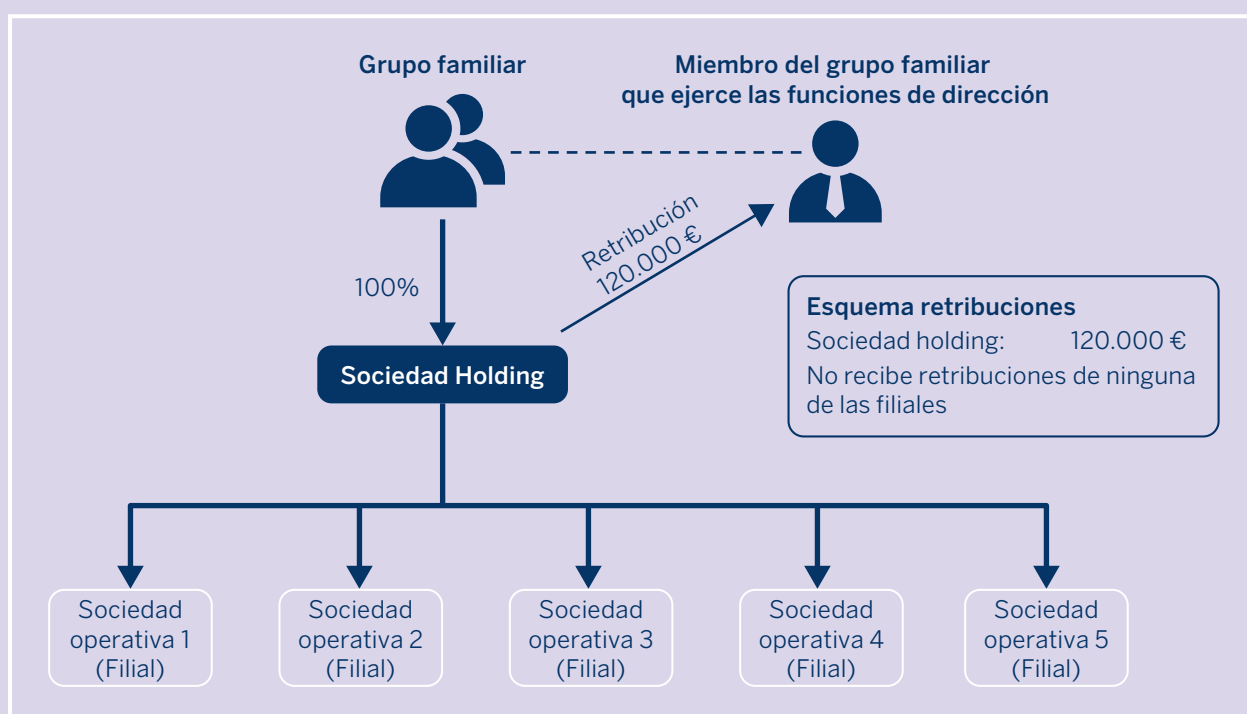 Grupo familiar
Miembro del grupo familiar
que ejerce las funciones de dirección
Retribución
120.000 €
100%
Esquema retribuciones
Sociedad holding: 120.000 €
No recibe retribuciones de ninguna
de las filiales
Sociedad Holding
Sociedad
operativa 1
(Filial)
Sociedad
operativa 2
(Filial)
Sociedad
operativa 3
(Filial)
Sociedad
operativa 4
(Filial)
Sociedad
operativa 5
(Filial)